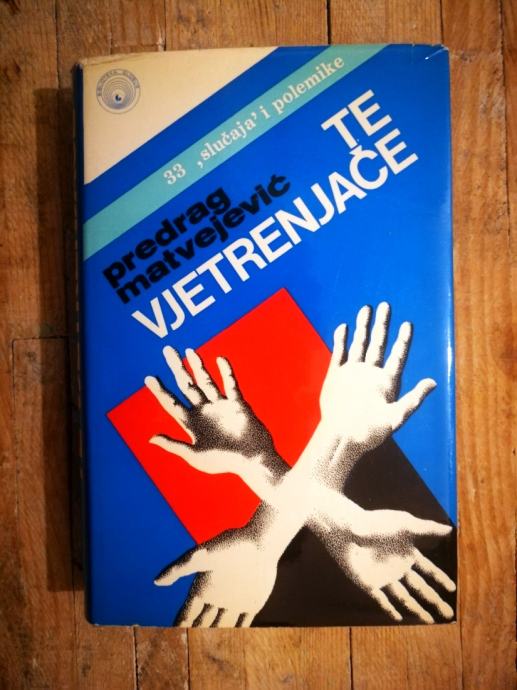 33 ‚slučaja' i polemike
TE
VJETRENJAČE
predrag
matvejević